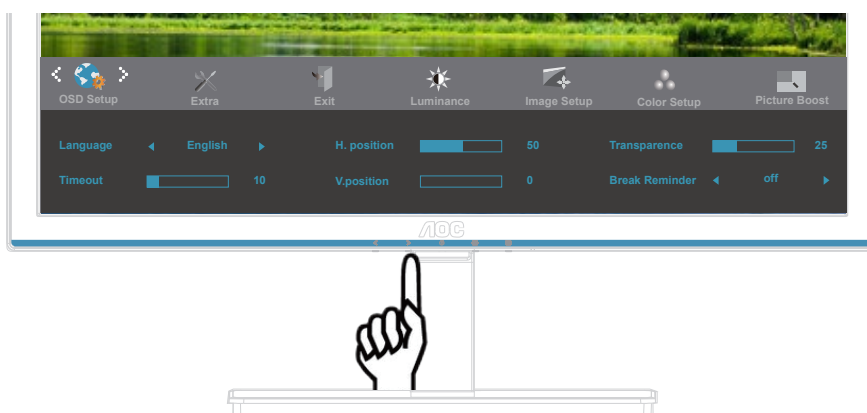 OSD Setup Extra Exit Luminance Image Setup Color Setup Picture Boost
Language English H. position 50 Transparence 25
Timeout 10 V.position 0 Break Reminder off
AOC